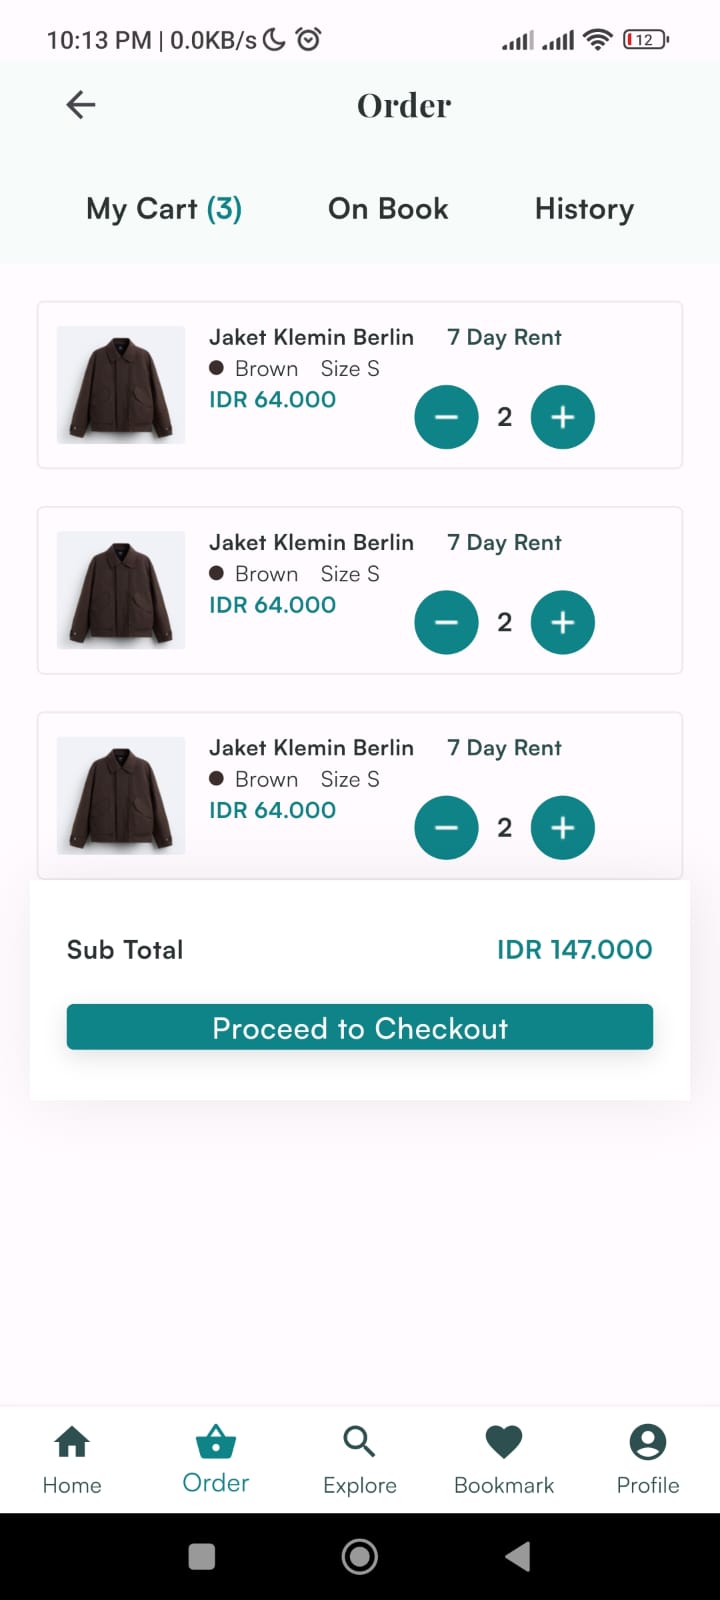 10:13 PM | 0.0KB/s 12
Order
My Cart (3) On Book History
Jaket Klemin Berlin 7 Day Rent
Brown Size S
IDR 64.000
2
Jaket Klemin Berlin 7 Day Rent
Brown Size S
IDR 64.000
2
Jaket Klemin Berlin 7 Day Rent
Brown Size S
IDR 64.000
2
Sub Total IDR 147.000
Proceed to Checkout
Home Order Explore Bookmark Profile